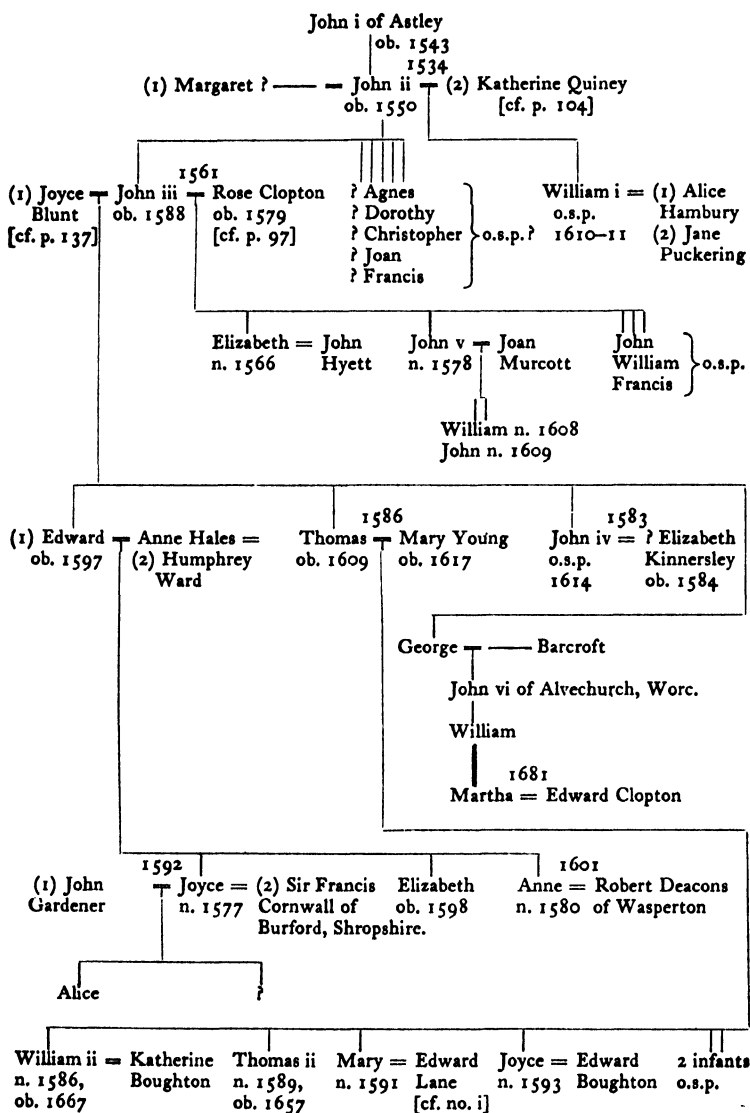 John i of Astley
ob. 1543
1534
(1) Margaret ? John ii (2) Katherine Quiney
ob. 1550 [cf. p. 104]
1561
(1) Joyce John iii Rose Clopton ? Agnes William i = (1) Alice
Blunt ob. 1588 ob. 1579 ? Dorothy o.s.p. Hambury
[cf. p. 137] [cf. p. 97] ? Christopher o.s.p. ? 1610-11 (2) Jane
? Joan Puckering
? Francis
Elizabeth = John John v Joan John
n. 1566 Hyett n. 1578 Murcott William o.s.p.
Francis
William n. 1608
John n. 1609
1586 1583
(1) Edward Anne Hales = Thomas Mary Young John iv = ? Elizabeth
ob. 1597 (2) Humphrey ob. 1609 ob. 1617 o.s.p. Kinnersley
Ward 1614 ob. 1584
George Barcroft
John vi of Alvechurch, Worc.
William
1681
Martha = Edward Clopton
1592 1601
(1) John Joyce = (2) Sir Francis Elizabeth Anne = Robert Deacons
Gardener n. 1577 Cornwall of ob. 1598 n. 1580 of Wasperton
Burford, Shropshire.
Alice ?
William ii = Katherine Thomas ii Mary = Edward Joyce = Edward 2 infants
n. 1586, Boughton n. 1589, n. 1591 Lane n. 1593 Boughton o.s.p.
ob. 1667 ob. 1657 [cf. no. i]